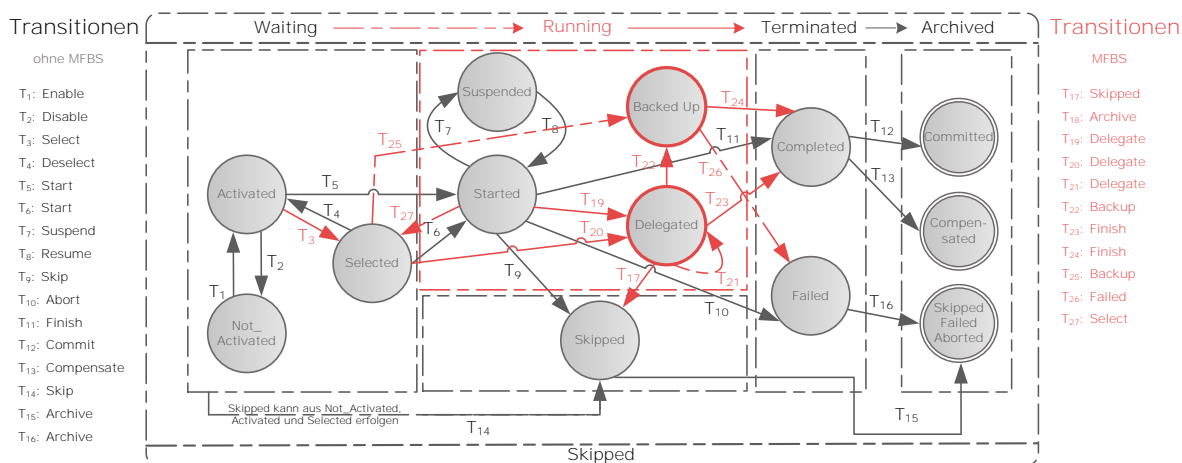 Transitionen
ohne MFBS
T1: Enable
T2: Disable
T3: Select
T4: Deselect
T5: Start
T6: Start
T7: Suspend
T8: Resume
T9: Skip
T10: Abort
T11: Finish
T12: Commit
T13: Compensate
T14: Skip
T15: Archive
T16: Archive
Waiting
Running
Terminated
Archived
Suspended
Backed Up
T24
T7
T8
T25
T11
T12
Committed
Completed
T22
T26
T13
Activated
T5
Started
T19
T23
T27
T4
T3
T6
T20
Delegated
Compen-
sated
Selected
T2
T9
T17
T21
T1
T10
Failed
T16
Not_
Activated
Skipped
Skipped
Failed
Aborted
Skipped kann aus Not_Activated,
Activated und Selected erfolgen
T14
T15
Skipped
Transitionen
MFBS
T17: Skipped
T18: Archive
T19: Delegate
T20: Delegate
T21: Delegate
T22: Backup
T23: Finish
T24: Finish
T25: Backup
T26: Failed
T27: Select